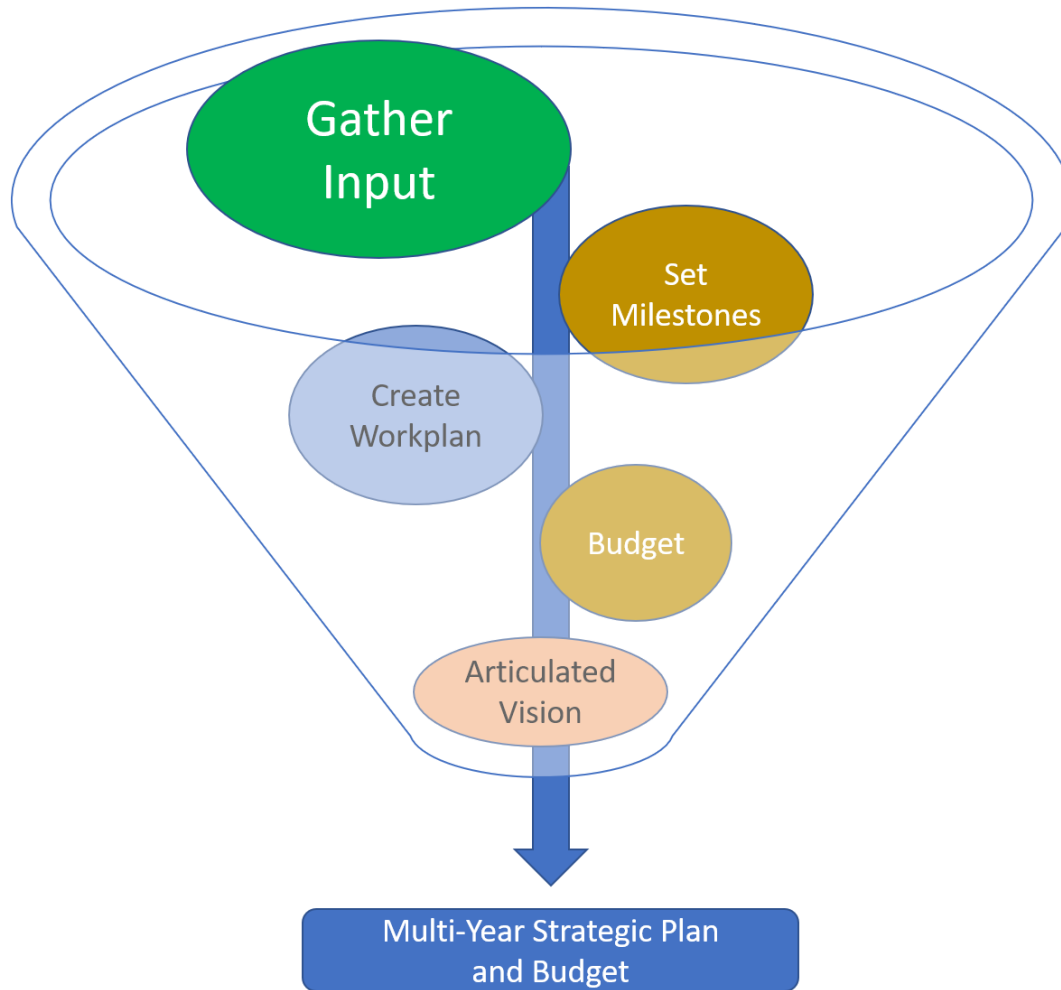 Gather
Input
Set
Milestones
Create
Workplan
Budget
Articulated
Vision
Multi-Year Strategic Plan
and Budget